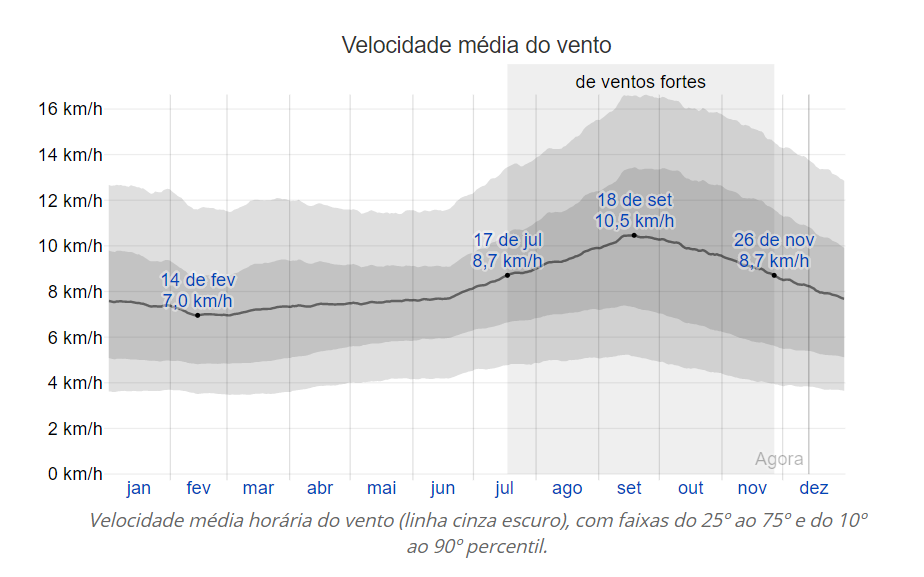 Velocidade média do vento
de ventos fortes
16 km/h
14 km/h
12 km/h
10 km/h
8 km/h
6 km/h
4 km/h
2 km/h
0 km/h
14 de fev
7,0 km/h
17 de jul
8,7 km/h
18 de set
10,5 km/h
26 de nov
8,7 km/h
Agora
jan fev mar abr mai jun jul ago set out nov dez
Velocidade média horária do vento (linha cinza escuro), com faixas do 25º ao 75º e do 10º
ao 90º percentil.